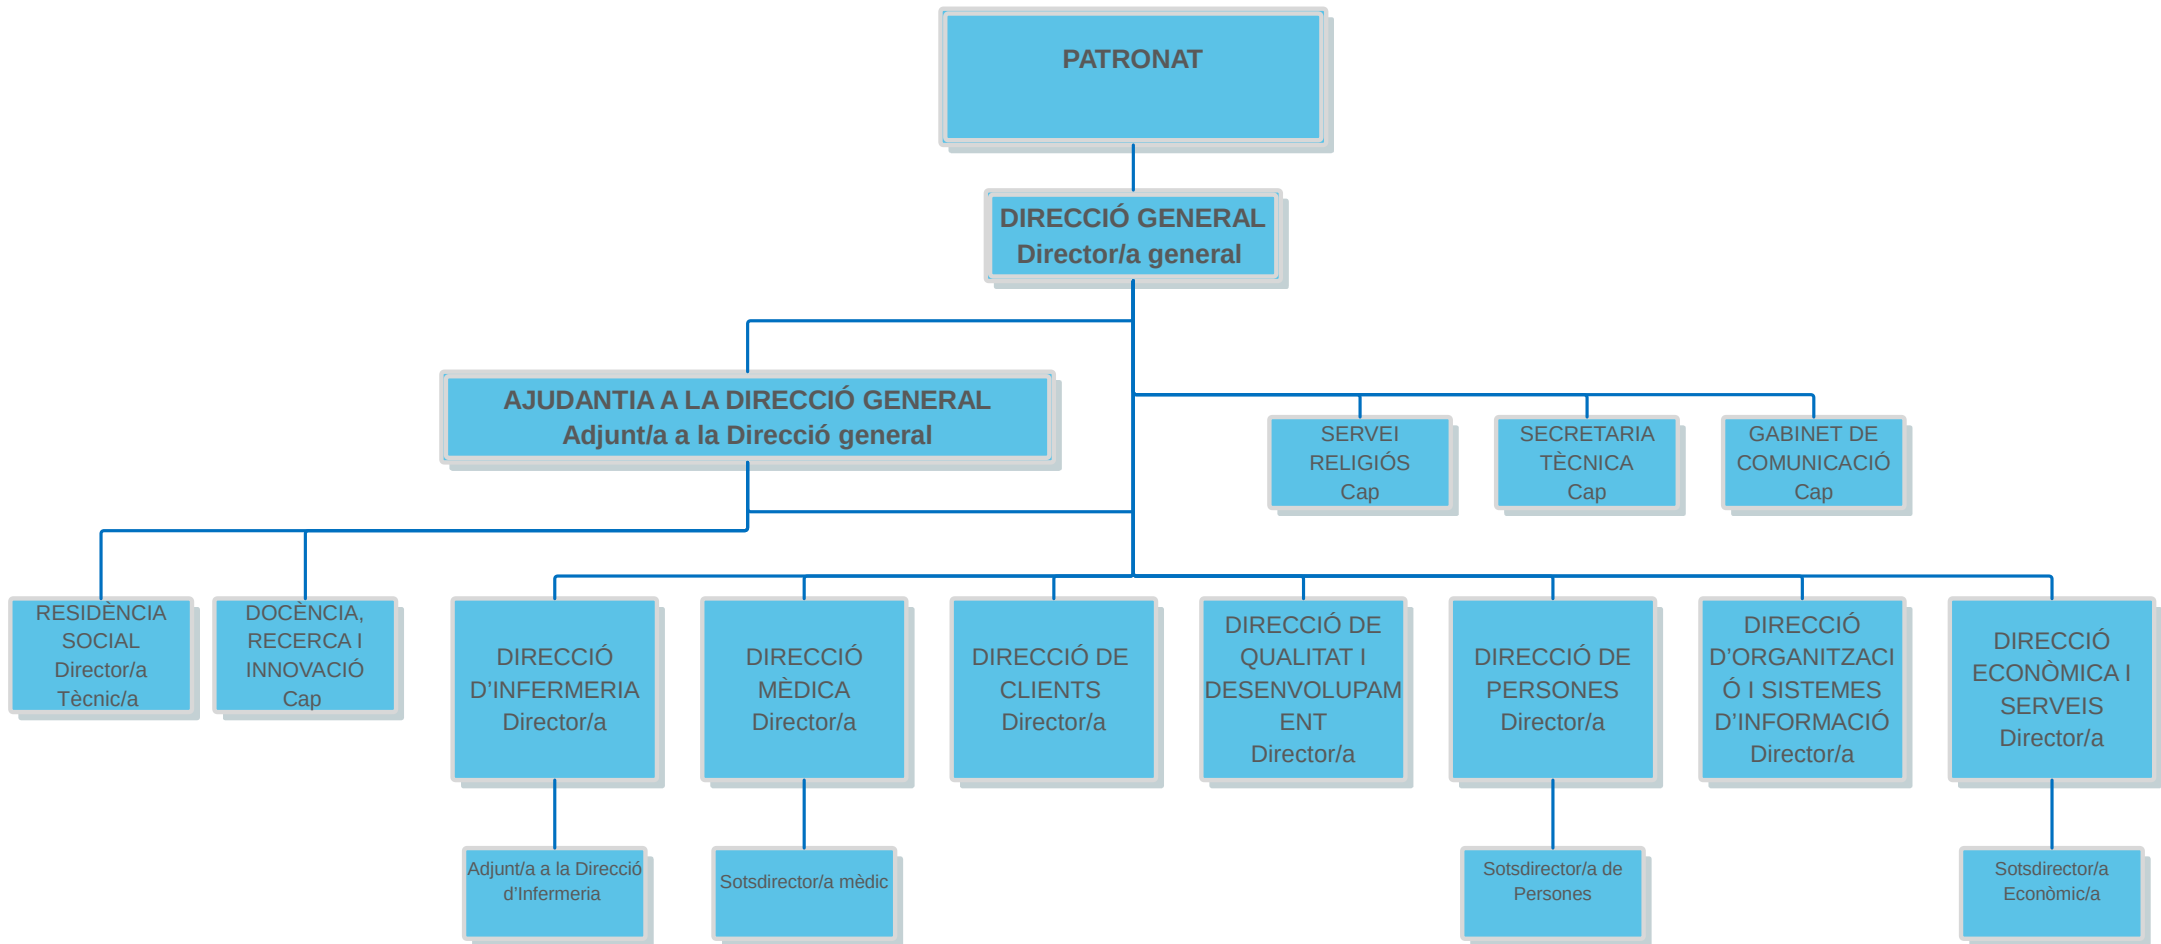 PATRONAT
DIRECCIÓ GENERAL
Director/a general
AJUDANTIA A LA DIRECCIÓ GENERAL
Adjunt/a a la Direcció general
SERVEI
RELIGIÓS
Cap
SECRETARIA
TÈCNICA
Cap
GABINET DE
COMUNICACIÓ
Cap
RESIDÈNCIA
SOCIAL
Director/a
Tècnic/a
DOCÈNCIA,
RECERCA I
INNOVACIÓ
Cap
DIRECCIÓ
D’INFERMERIA
Director/a
DIRECCIÓ
MÈDICA
Director/a
DIRECCIÓ DE
CLIENTS
Director/a
DIRECCIÓ DE
QUALITAT I
DESENVOLUPAM
ENT
Director/a
DIRECCIÓ DE
PERSONES
Director/a
DIRECCIÓ
D’ORGANITZACI
Ó I SISTEMES
D’INFORMACIÓ
Director/a
DIRECCIÓ
ECONÒMICA I
SERVEIS
Director/a
Adjunt/a a la Direcció
d’Infermeria
Sotsdirector/a mèdic
Sotsdirector/a de
Persones
Sotsdirector/a
Econòmic/a